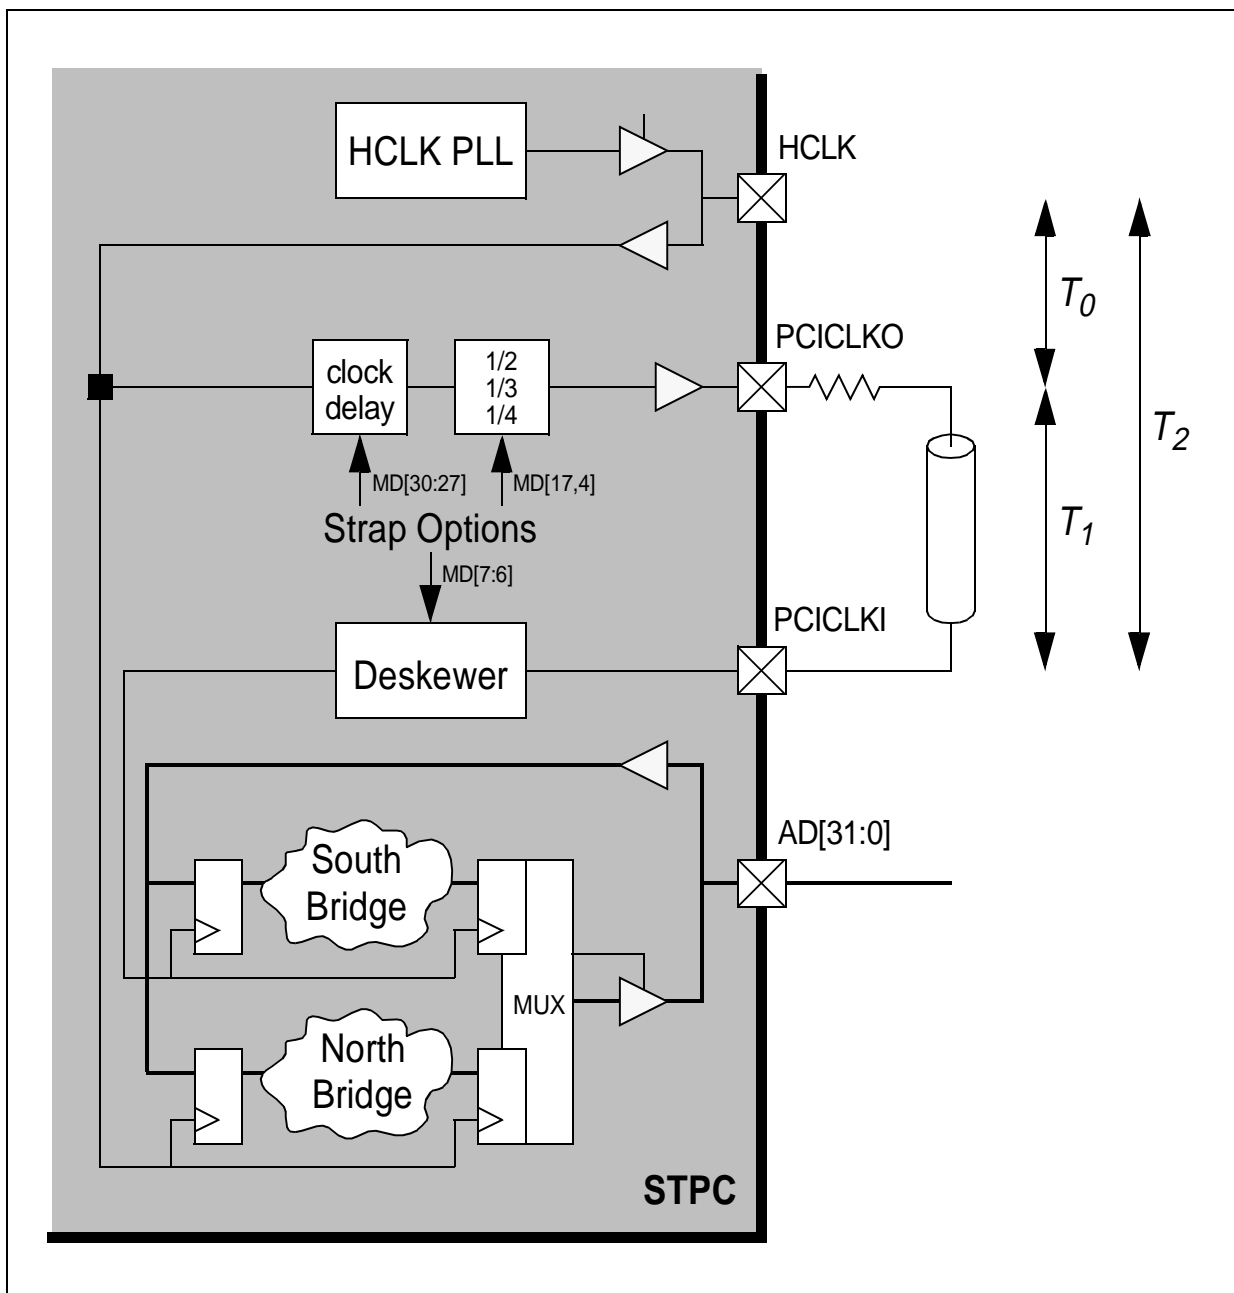 HCLK PLL
HCLK
T0
PCICLKO
clock
delay
1/2
1/3
1/4
T2
MD[30:27]
MD[17,4]
Strap Options
T1
MD[7:6]
PCICLKI
Deskewer
AD[31:0]
South
Bridge
MUX
North
Bridge
STPC